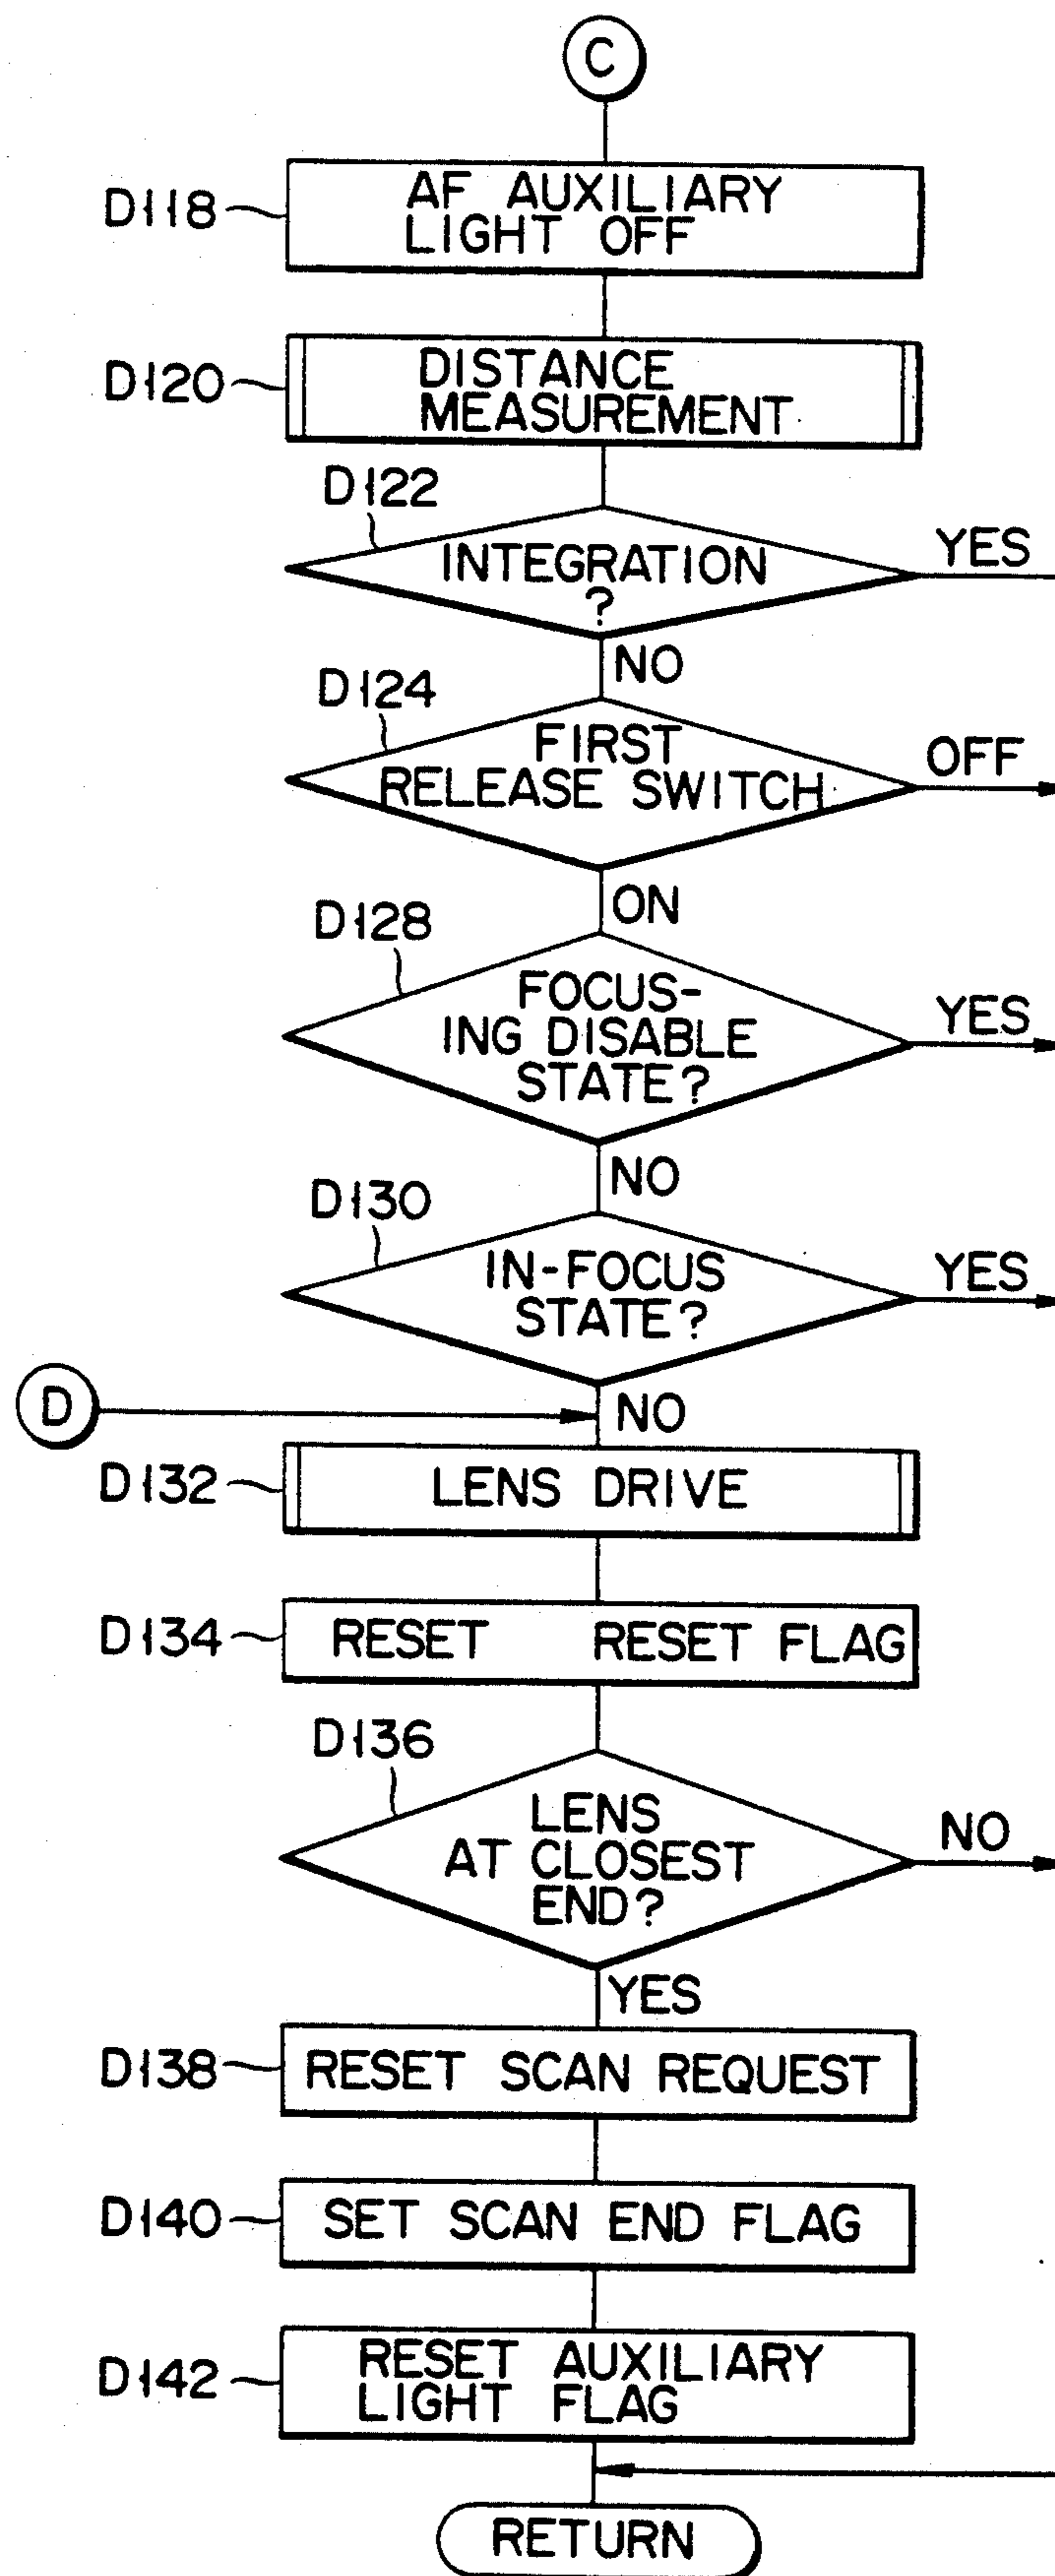 C
D118
AF AUXILIARY
LIGHT OFF
D120
DISTANCE
MEASUREMENT
D122
INTEGRATION
?
YES
NO
D124
FIRST
RELEASE SWITCH
OFF
ON
D128
FOCUS-
ING DISABLE
STATE?
YES
NO
D130
IN-FOCUS
STATE?
YES
D
NO
D132
LENS DRIVE
D134
RESET RESET FLAG
D136
LENS
AT CLOSEST
END?
NO
YES
D138
RESET SCAN REQUEST
D140
SET SCAN END FLAG
D142
RESET AUXILIARY
LIGHT FLAG
RETURN